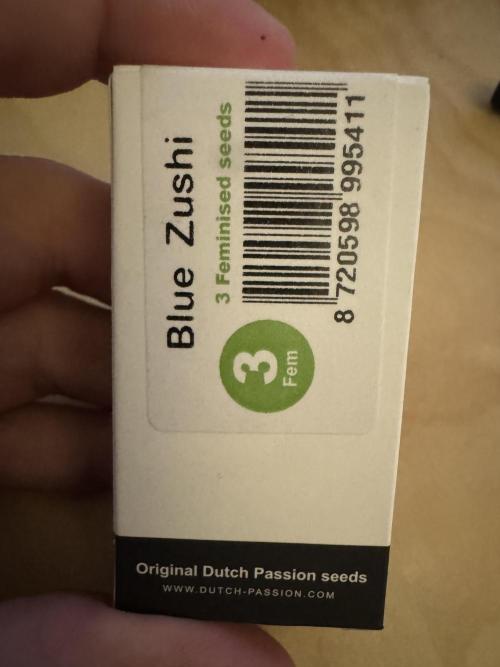 Blue Zushi
3 Feminised seeds
8 720598 995411
3
Fem
Original Dutch Passion seeds
WWW.DUTCH-PASSION.COM